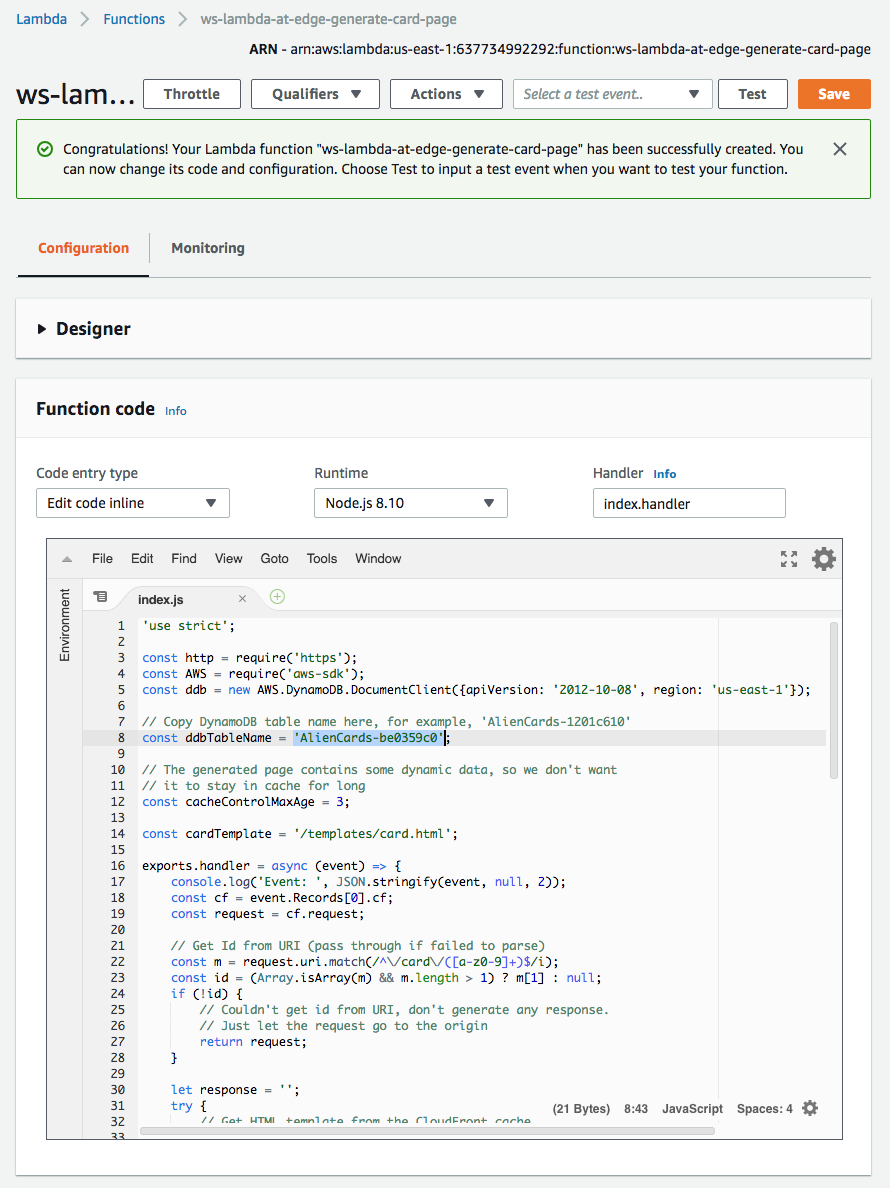 Lambda > Functions > ws-lambda-at-edge-generate-card-page
ARN - arn:aws:lambda:us-east-1:637734992292:function:ws-lambda-at-edge-generate-card-page
ws-lam... Throttle Qualifiers Actions Select a test event.. Test Save
Congratulations! Your Lambda function "ws-lambda-at-edge-generate-card-page" has been successfully created. You
can now change its code and configuration. Choose Test to input a test event when you want to test your function.
Configuration Monitoring
Designer
Function code Info
Code entry type Runtime Handler Info
Edit code inline Node.js 8.10 index.handler
File Edit Find View Goto Tools Window
Environment
index.js
1 'use strict';
2
3 const http = require('https');
4 const AWS = require('aws-sdk');
5 const ddb = new AWS.DynamoDB.DocumentClient({apiVersion: '2012-10-08', region: 'us-east-1'});
6
7 // Copy DynamoDB table name here, for example, 'AlienCards-1201c610'
8 const ddbTableName = 'AlienCards-be0359c0';
9
10 // The generated page contains some dynamic data, so we don't want
11 // it to stay in cache for long
12 const cacheControlMaxAge = 3;
13
14 const cardTemplate = '/templates/card.html';
15
16 exports.handler = async (event) => {
17 console.log('Event: ', JSON.stringify(event, null, 2));
18 const cf = event.Records[0].cf;
19 const request = cf.request;
20
21 // Get Id from URI (pass through if failed to parse)
22 const m = request.uri.match(/^\/card\/([a-z0-9]+)$/i);
23 const id = (Array.isArray(m) && m.length > 1) ? m[1] : null;
24 if (!id) {
25 // Couldn't get id from URI, don't generate any response.
26 // Just let the request go to the origin
27 return request;
28 }
29
30 let response = '';
31 try {
32 // Get HTML template from the CloudFront cache
33
(21 Bytes) 8:43 JavaScript Spaces: 4